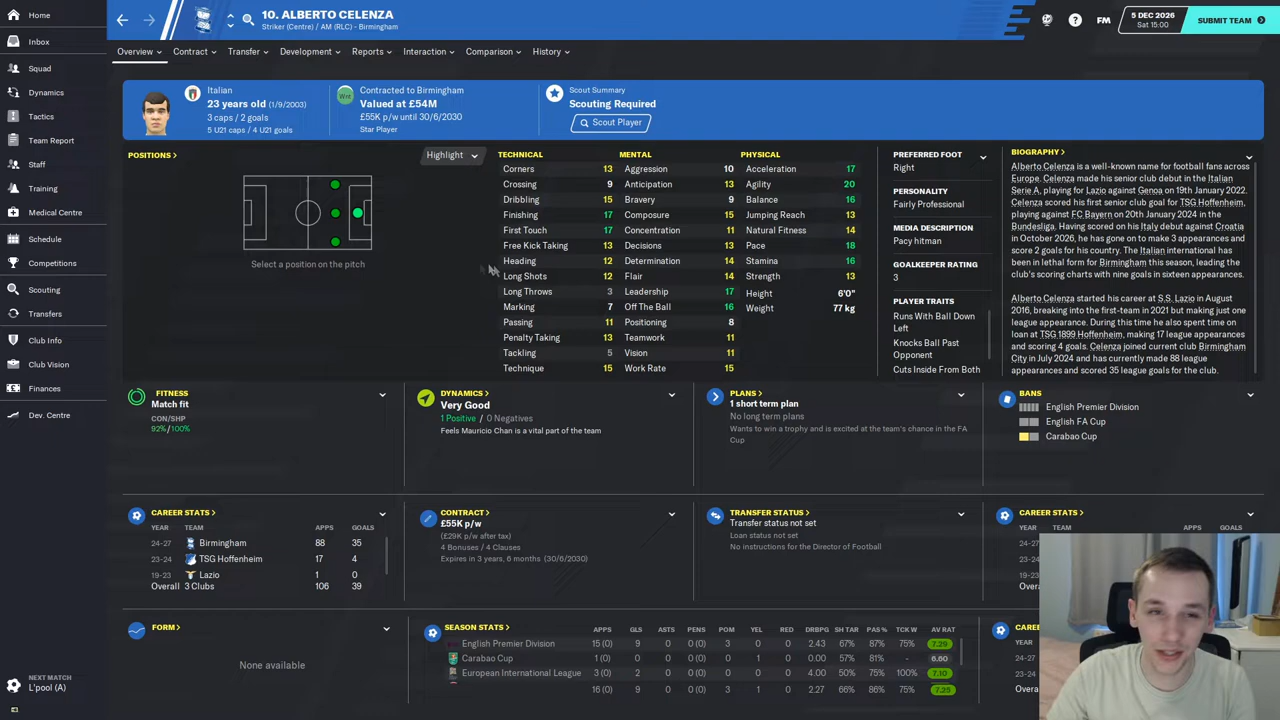 Home
Inbox
Squad
Dynamics
Tactics
Team Report
Staff
Training
Medical Centre
Schedule
Competitions
Scouting
Transfers
Club Info
Club Vision
Finances
Dev. Centre
NEXT MATCH
L'pool (A)
10. ALBERTO CELENZA
Striker (Centre) / AM (RLC) - Birmingham
FM
5 DEC 2026
Sat 15:00
SUBMIT TEAM
Overview
Contract
Transfer
Development
Reports
Interaction
Comparison
History
Italian
23 years old (1/9/2003)
3 caps / 2 goals
5 U21 caps / 4 U21 goals
Wnt
Contracted to Birmingham
Valued at £54M
£55K p/w until 30/6/2030
Star Player
Scout Summary
Scouting Required
Scout Player
POSITIONS
Highlight
Select a position on the pitch
TECHNICAL
Corners 13
Crossing 9
Dribbling 15
Finishing 17
First Touch 17
Free Kick Taking 13
Heading 12
Long Shots 12
Long Throws 3
Marking 7
Passing 11
Penalty Taking 13
Tackling 5
Technique 15
MENTAL
Aggression 10
Anticipation 13
Bravery 9
Composure 15
Concentration 11
Decisions 13
Determination 14
Flair 14
Leadership 17
Off The Ball 16
Positioning 8
Teamwork 11
Vision 11
Work Rate 15
PHYSICAL
Acceleration 17
Agility 20
Balance 16
Jumping Reach 13
Natural Fitness 14
Pace 18
Stamina 16
Strength 13
Height 6'0"
Weight 77 kg
PREFERRED FOOT
Right
PERSONALITY
Fairly Professional
MEDIA DESCRIPTION
Pacy hitman
GOALKEEPER RATING
3
PLAYER TRAITS
Runs With Ball Down
Left
Knocks Ball Past
Opponent
Cuts Inside From Both
BIOGRAPHY
Alberto Celenza is a well-known name for football fans across
Europe. Celenza made his senior club debut in the Italian
Serie A, playing for Lazio against Genoa on 19th January 2022.
Celenza scored his first senior club goal for TSG Hoffenheim,
playing against FC Bayern on 20th January 2024 in the
Bundesliga. Having scored on his Italy debut against Croatia
in October 2026, he has gone on to make 3 appearances and
score 2 goals for his country. The Italian international has
been in lethal form for Birmingham this season, leading the
club's scoring charts with nine goals in sixteen appearances.
Alberto Celenza started his career at S.S. Lazio in August
2016, breaking into the first-team in 2021 but making just one
league appearance. During this time he also spent time on
loan at TSG 1899 Hoffenheim, making 17 league appearances
and scoring 4 goals. Celenza joined current club Birmingham
City in July 2024 and has currently made 88 league
appearances and scored 35 league goals for the club.
FITNESS
Match fit
CON/SHP
92%/100%
DYNAMICS
Very Good
1 Positive / 0 Negatives
Feels Mauricio Chan is a vital part of the team
PLANS
1 short term plan
No long term plans
Wants to win a trophy and is excited at the team's chance in the FA
Cup
BANS
English Premier Division
English FA Cup
Carabao Cup
CAREER STATS
YEAR TEAM APPS GOALS
24-27 Birmingham 88 35
23-24 TSG Hoffenheim 17 4
19-23 Lazio 1 0
Overall 3 Clubs 106 39
CONTRACT
£55K p/w
(£29K p/w after tax)
4 Bonuses / 4 Clauses
Expires in 3 years, 6 months (30/6/2030)
TRANSFER STATUS
Transfer status not set
Loan status not set
No instructions for the Director of Football
CAREER STATS
YEAR TEAM APPS GOALS
24-27
23-24
19-23
Overa
FORM
None available
SEASON STATS
APPS GLS ASTS PENS POM YEL RED DRBPG SH TAR PAS % TCK W AV RAT
English Premier Division 15 (0) 9 0 0 (0) 3 0 0 2.43 67% 87% 75% 7.29
Carabao Cup 1 (0) 0 0 0 (0) 0 1 0 0.00 57% 81% - 6.60
European International League 3 (0) 2 0 0 (0) 0 0 0 4.00 50% 75% 100% 7.10
16 (0) 9 0 0 (0) 3 1 0 2.27 66% 86% 75% 7.25
CARE
YEAR
24-27
23-24